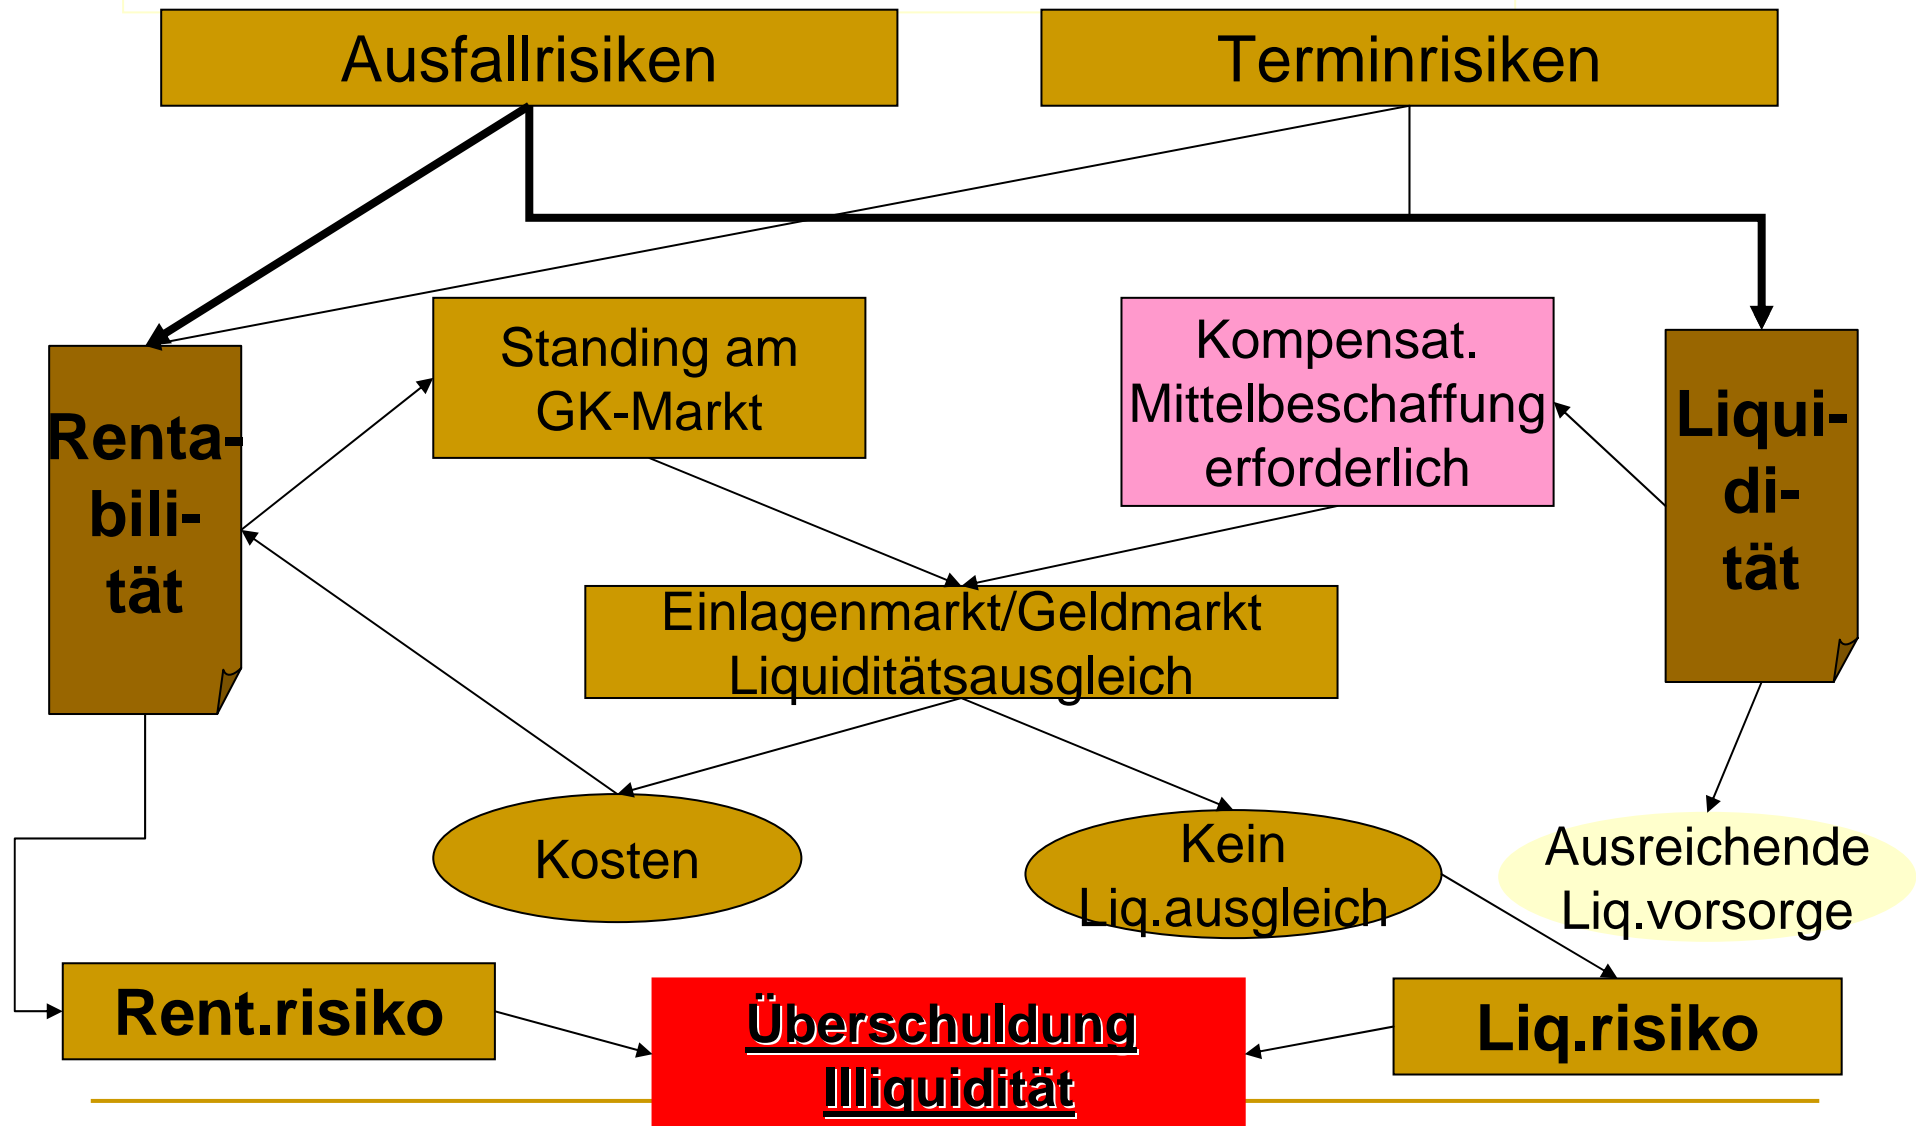 Ausfallrisiken
Terminrisiken
Standing am
GK-Markt
Kompensat.
Mittelbeschaffung
erforderlich
Renta-
bili-
tät
Liqui-
di-
tät
Einlagenmarkt/Geldmarkt
Liquiditätsausgleich
Kosten
Kein
Liq.ausgleich
Ausreichende
Liq.vorsorge
Rent.risiko
Überschuldung
Illiquidität
Liq.risiko